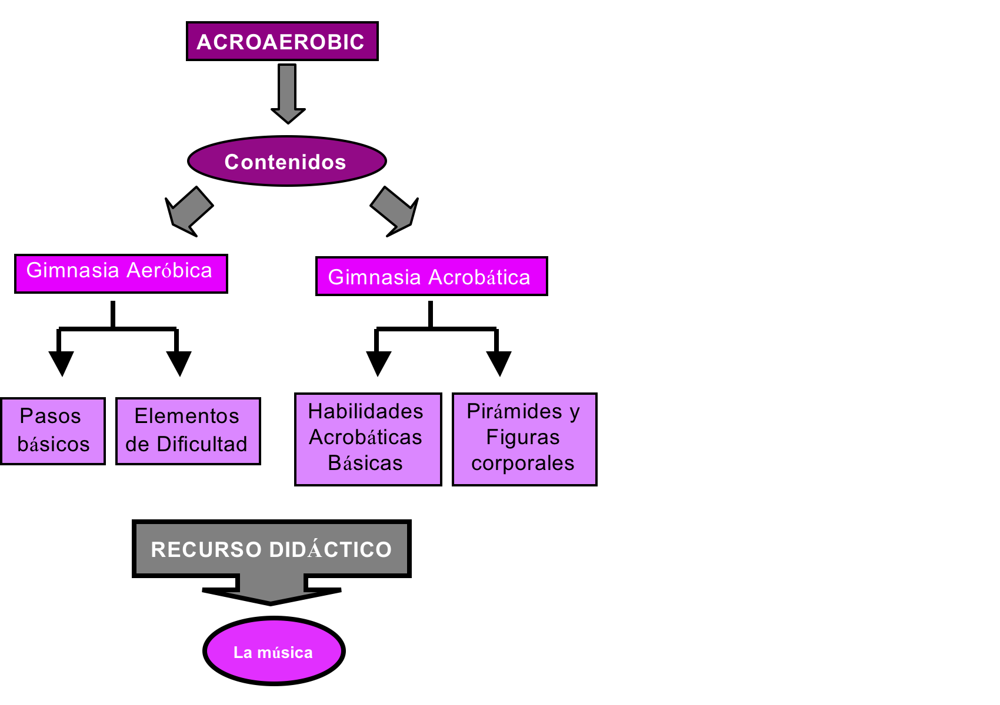 ACROAEROBIC
Contenidos
Gimnasia Aeróbica
Gimnasia Acrobática
Pasos
básicos
Elementos
de Dificultad
Habilidades
Acrobáticas
Básicas
Pirámides y
Figuras
corporales
RECURSO DIDÁCTICO
La música